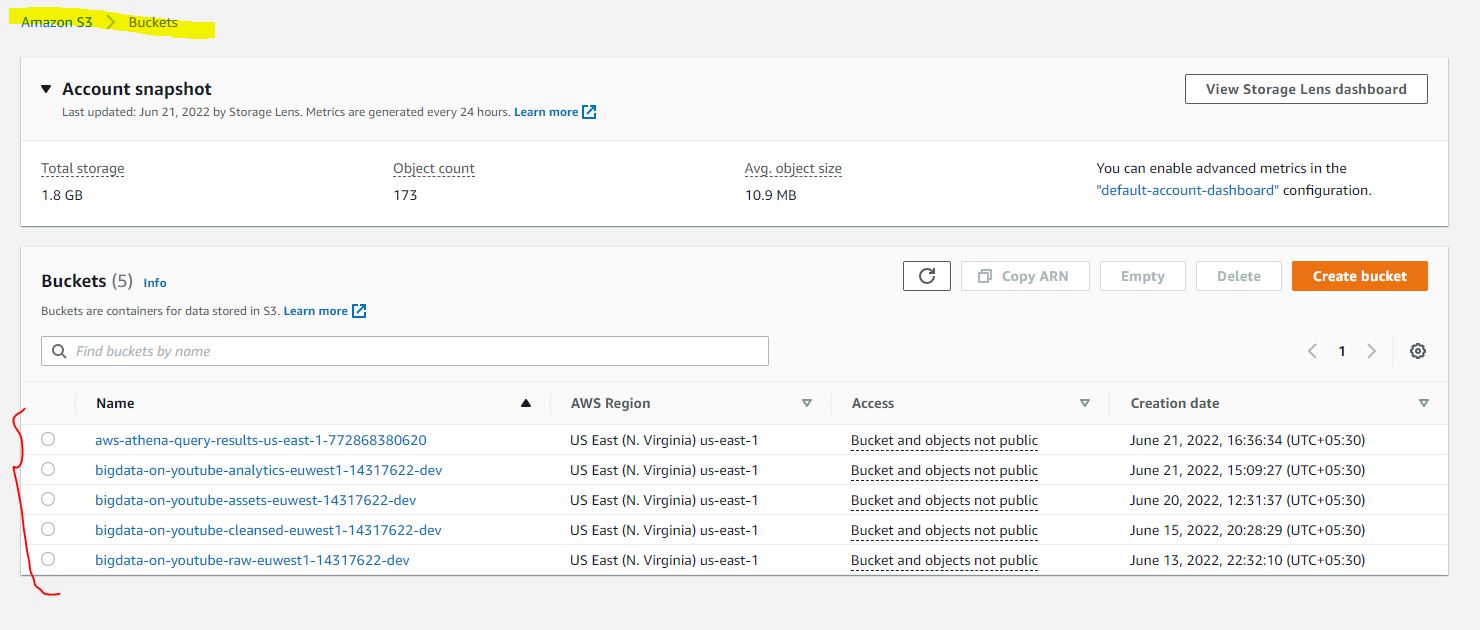 Amazon S3 > Buckets
Account snapshot
View Storage Lens dashboard
Last updated: Jun 21, 2022 by Storage Lens. Metrics are generated every 24 hours. Learn more
Total storage Object count Avg. object size You can enable advanced metrics in the
1.8 GB 173 10.9 MB "default-account-dashboard" configuration.
Buckets (5) Info
Copy ARN Empty Delete Create bucket
Buckets are containers for data stored in S3. Learn more
Find buckets by name
1
Name AWS Region Access Creation date
aws-athena-query-results-us-east-1-772868380620 US East (N. Virginia) us-east-1 Bucket and objects not public June 21, 2022, 16:36:34 (UTC+05:30)
bigdata-on-youtube-analytics-euwest1-14317622-dev US East (N. Virginia) us-east-1 Bucket and objects not public June 21, 2022, 15:09:27 (UTC+05:30)
bigdata-on-youtube-assets-euwest-14317622-dev US East (N. Virginia) us-east-1 Bucket and objects not public June 20, 2022, 12:31:37 (UTC+05:30)
bigdata-on-youtube-cleansed-euwest1-14317622-dev US East (N. Virginia) us-east-1 Bucket and objects not public June 15, 2022, 20:28:29 (UTC+05:30)
bigdata-on-youtube-raw-euwest1-14317622-dev US East (N. Virginia) us-east-1 Bucket and objects not public June 13, 2022, 22:32:10 (UTC+05:30)